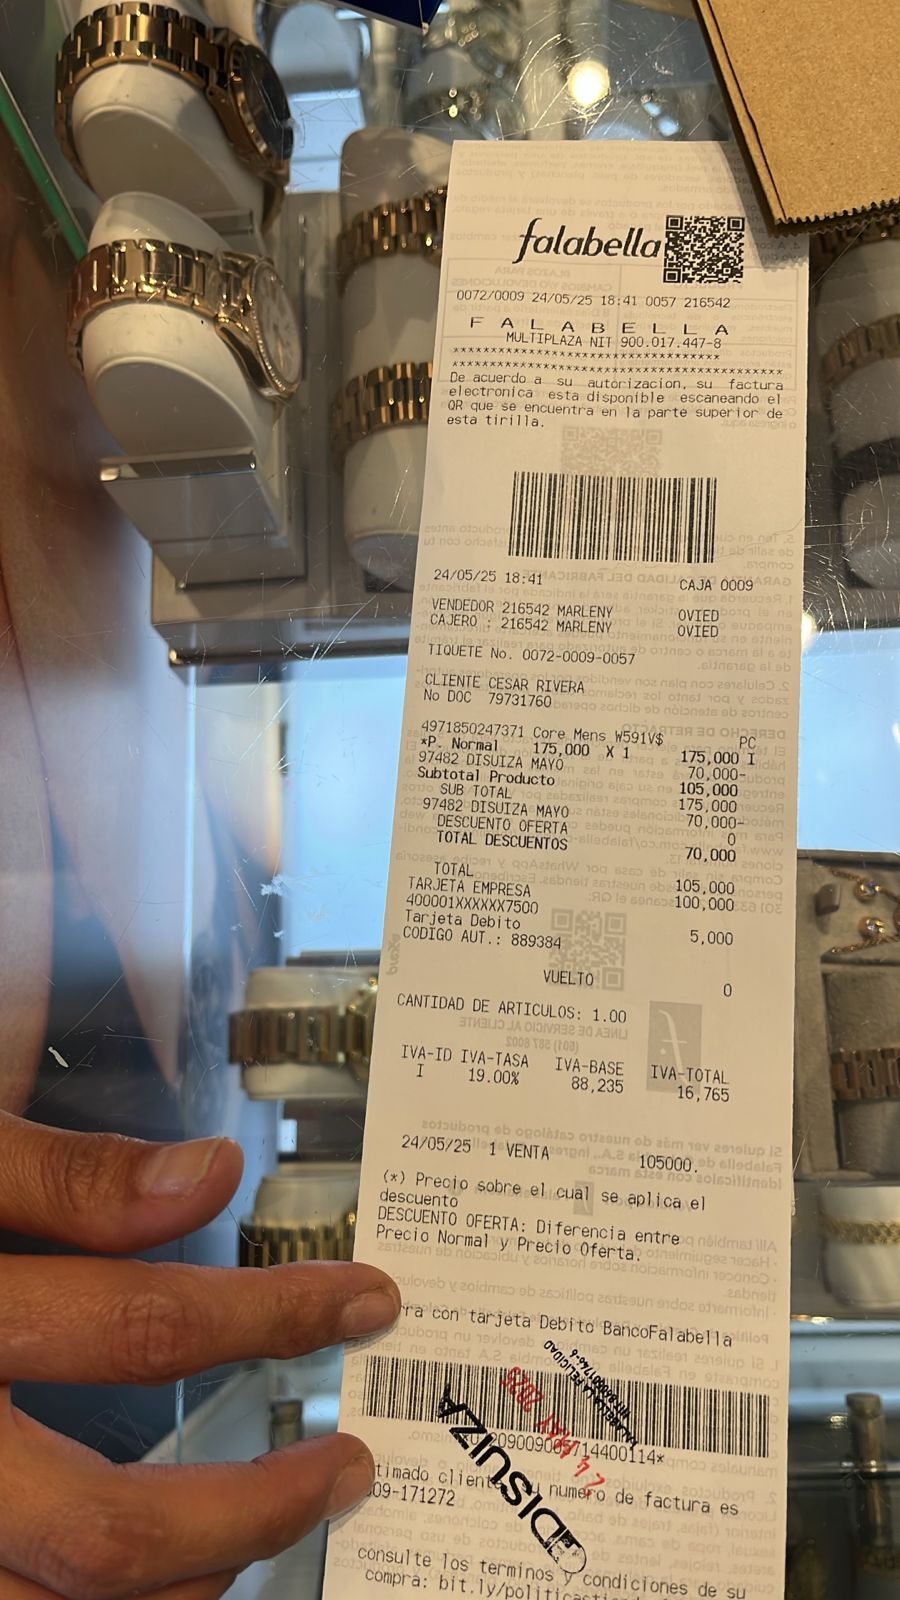 falabella
0072/0009 24/05/25 18:41 0057 216542
F A L A B E L L A
MULTIPLAZA NIT 900.017.447-8
De acuerdo a su autorizacion, su factura
electronica esta disponible escaneando el
QR que se encuentra en la parte superior de
esta tirilla.
24/05/25 18:41 CAJA 0009
VENDEDOR 216542 MARLENY OVIED
CAJERO : 216542 MARLENY OVIED
TIQUETE No. 0072-0009-0057
CLIENTE CESAR RIVERA
No DOC 79731760
4971850247371 Core Mens W591V$ PC
*P. Normal 175,000 X 1 175,000 I
97482 DISUIZA MAYO 70,000-
Subtotal Producto 105,000
SUB TOTAL 175,000
97482 DISUIZA MAYO 70,000-
DESCUENTO OFERTA 0
TOTAL DESCUENTOS 70,000
TOTAL 105,000
TARJETA EMPRESA 100,000
400001XXXXXX7500
Tarjeta Debito 5,000
CODIGO AUT.: 889384
VUELTO 0
CANTIDAD DE ARTICULOS: 1.00
IVA-ID IVA-TASA IVA-BASE IVA-TOTAL
I 19.00% 88,235 16,765
24/05/25 1 VENTA 105000.
(*) Precio sobre el cual se aplica el
descuento
DESCUENTO OFERTA: Diferencia entre
Precio Normal y Precio Oferta.
con tarjeta Debito BancoFalabella
DISUIZA
24 MAY 2025
numero de factura es
09-171272
consulte los terminos y condiciones de su
compra: